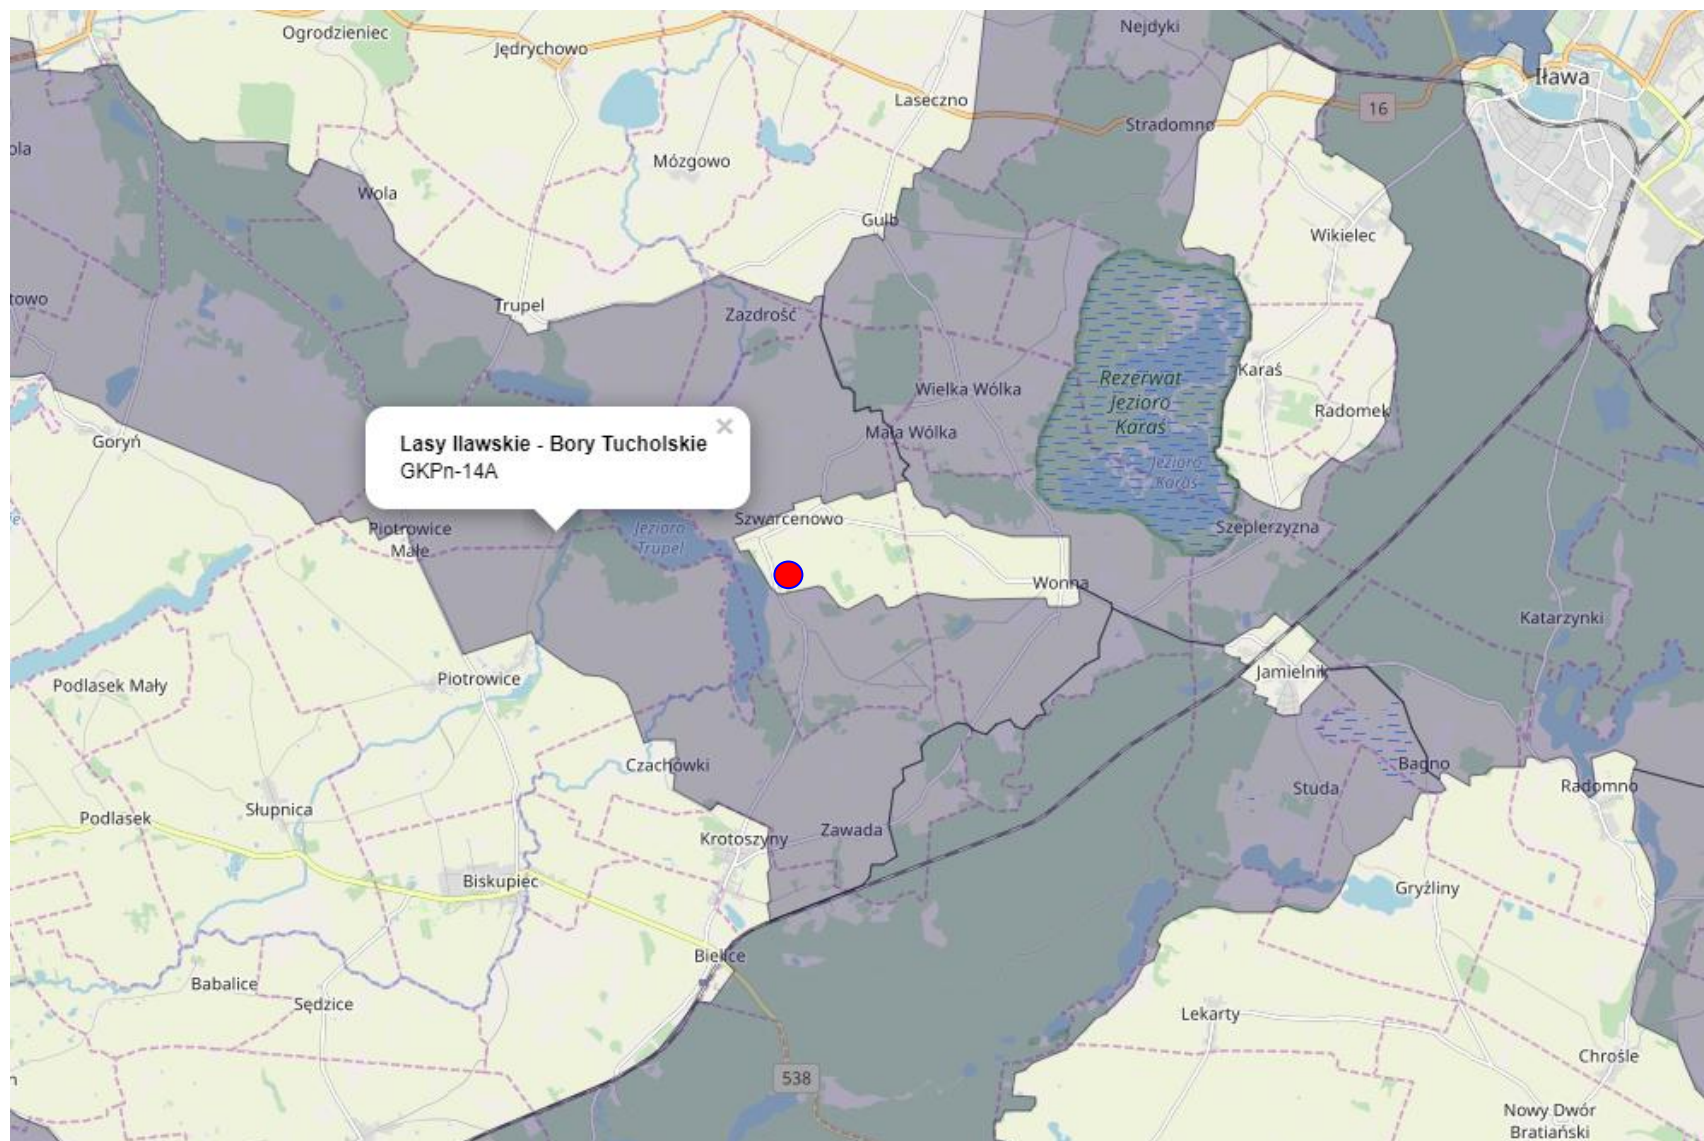 Ogrodzieniec
Jędrychowo
Nejdyki
Iława
Laseczno
16
Stradomno
Mózgowo
Wola
Gulb
Wikielec
towo
Trupel
Zazdrość
Karaś
Rezerwat
Jezioro
Karaś
Wielka Wólka
Radomek
Mała Wólka
Goryń
Lasy Ilawskie - Bory Tucholskie
×
GKPn-14A
Jezioro
Karaś
Szwarcenowo
Piotrowice
Małe
Jezioro
Trupel
Szeplerzyzna
Wonna
Katarzynki
Jamielnik
Podlasek Mały
Piotrowice
Czachówki
Bagno
Studa
Radomno
Słupnica
Podlasek
Krotoszyny
Zawada
Biskupiec
Gryźliny
Bielice
Babalice
Sędzice
Lekarty
Chrośle
538
Nowy Dwór
Bratiański